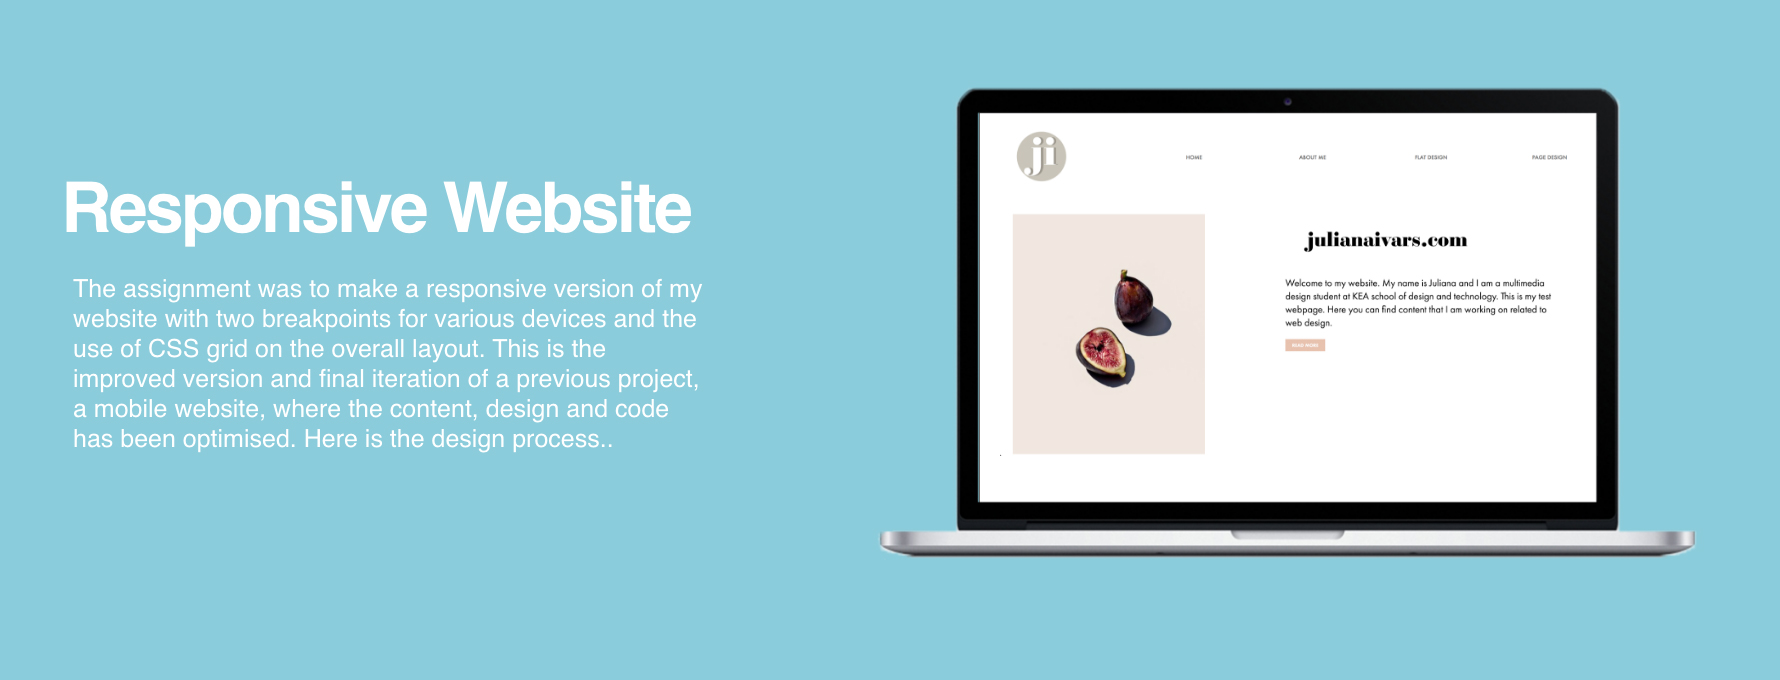 Responsive Website
The assignment was to make a responsive version of my
website with two breakpoints for various devices and the
use of CSS grid on the overall layout. This is the
improved version and final iteration of a previous project,
a mobile website, where the content, design and code
has been optimised. Here is the design process..
ji
HOME ABOUT ME FLAT DESIGN PAGE DESIGN
julianaivars.com
Welcome to my website. My name is Juliana and I am a multimedia
design student at KEA school of design and technology. This is my test
webpage. Here you can find content that I am working on related to
web design.
READ MORE